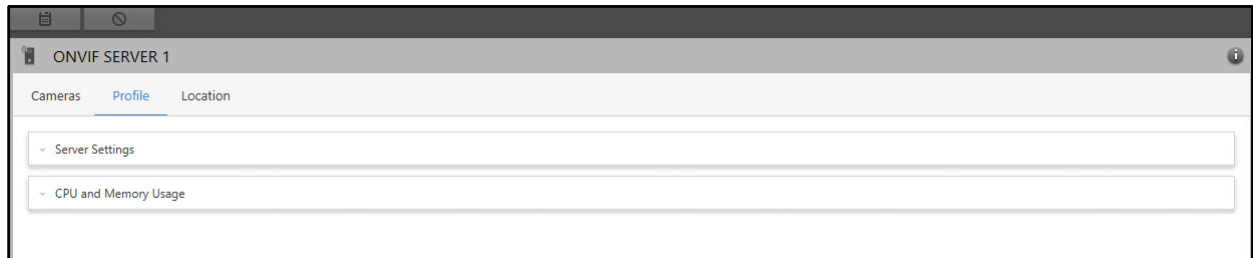 ONVIF SERVER 1
Cameras Profile Location
Server Settings
CPU and Memory Usage